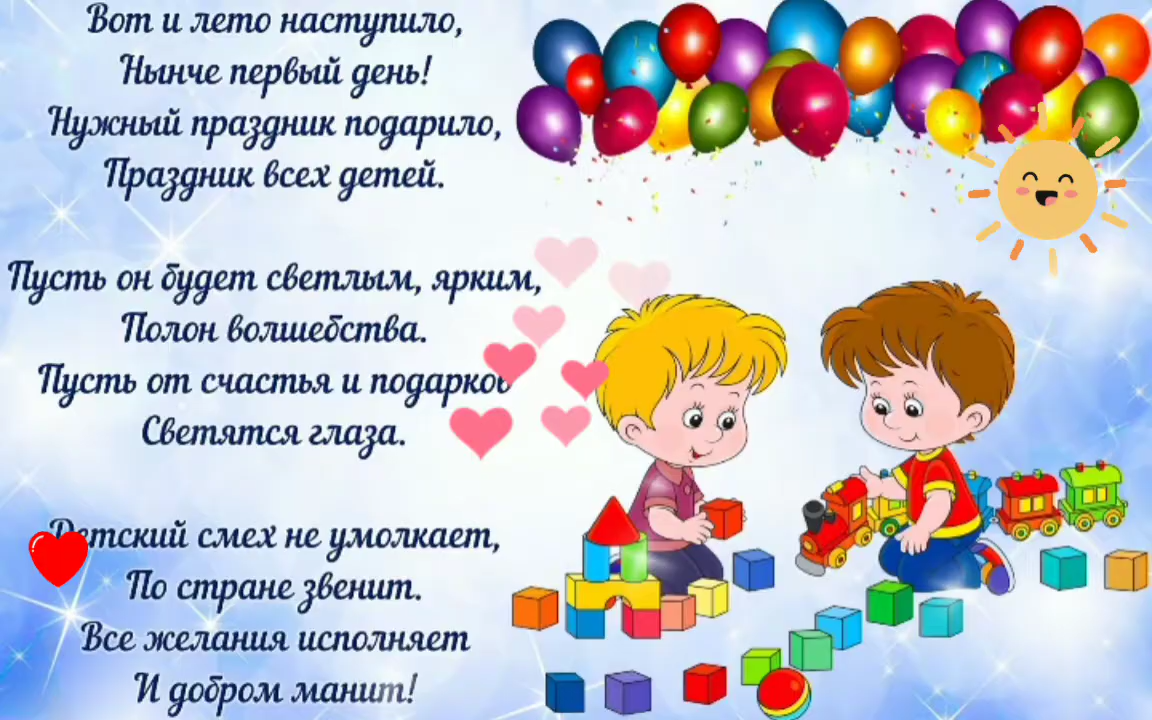 Вот и лето наступило,
Нынче первый день!
Нужный праздник подарило,
Праздник всех детей.
Пусть он будет светлым, ярким,
Полон волшебства.
Пусть от счастья и подарков
Светятся глаза.
Детский смех не умолкает,
По стране звенит.
Все желания исполняет
И добром манит!